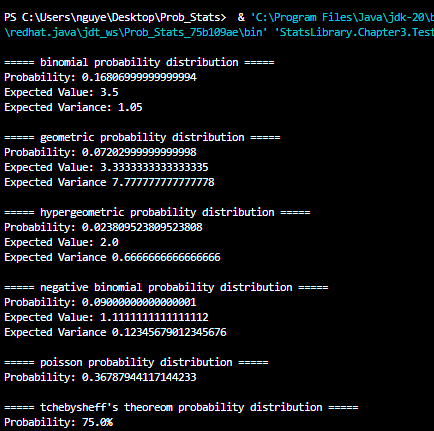 PS C:\Users\nguye\Desktop\Prob_Stats>  & 'C:\Program Files\Java\jdk-20\b
\redhat.java\jdt_ws\Prob_Stats_75b109ae\bin' 'StatsLibrary.Chapter3.Test
===== binomial probability distribution =====
Probability: 0.16806999999999994
Expected Value: 3.5
Expected Variance: 1.05
===== geometric probability distribution =====
Probability: 0.07202999999999998
Expected Value: 3.3333333333333335
Expected Variance 7.777777777777778
===== hypergeometric probability distribution =====
Probability: 0.023809523809523808
Expected Value: 2.0
Expected Variance 0.6666666666666666
===== negative binomial probability distribution =====
Probability: 0.09000000000000001
Expected Value: 1.1111111111111112
Expected Variance 0.12345679012345676
===== poisson probability distribution =====
Probability: 0.36787944117144233
===== tchebysheff's theoreom probability distribution =====
Probability: 75.0%